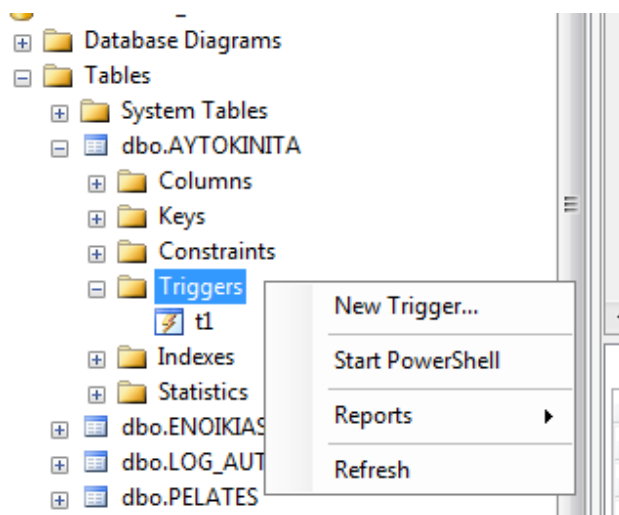 Database Diagrams
Tables
System Tables
dbo.AYTOKINITA
Columns
Keys
Constraints
Triggers
t1
Indexes
Statistics
dbo.ENOIKIAS
dbo.LOG_AUT
dbo.PELATES
New Trigger...
Start PowerShell
Reports
Refresh